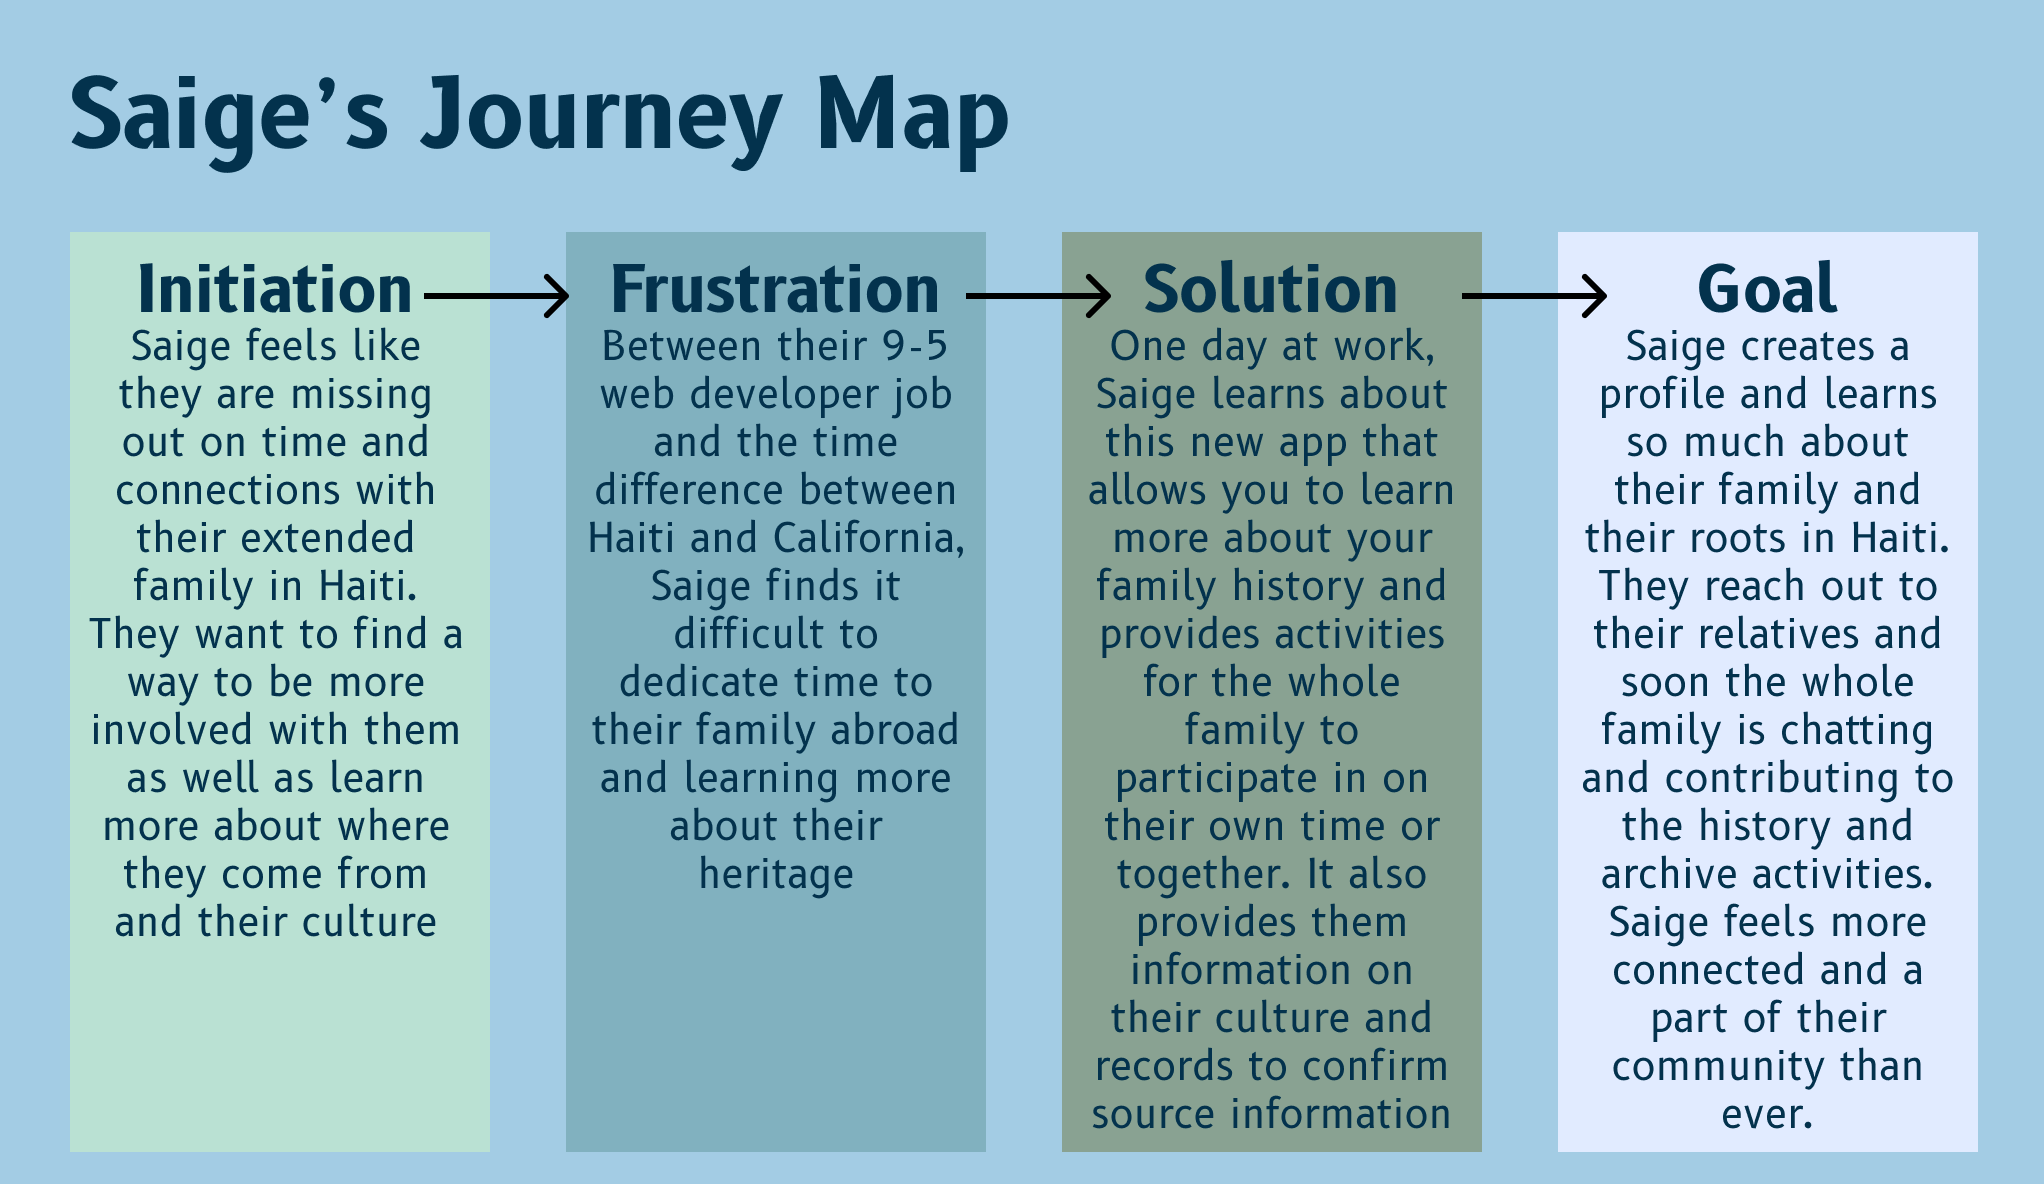 Saige’s Journey Map
Initiation
Saige feels like
they are missing
out on time and
connections with
their extended
family in Haiti.
They want to find a
way to be more
involved with them
as well as learn
more about where
they come from
and their culture
Frustration
Between their 9-5
web developer job
and the time
difference between
Haiti and California,
Saige finds it
difficult to
dedicate time to
their family abroad
and learning more
about their
heritage
Solution
One day at work,
Saige learns about
this new app that
allows you to learn
more about your
family history and
provides activities
for the whole
family to
participate in on
their own time or
together. It also
provides them
information on
their culture and
records to confirm
source information
Goal
Saige creates a
profile and learns
so much about
their family and
their roots in Haiti.
They reach out to
their relatives and
soon the whole
family is chatting
and contributing to
the history and
archive activities.
Saige feels more
connected and a
part of their
community than
ever.